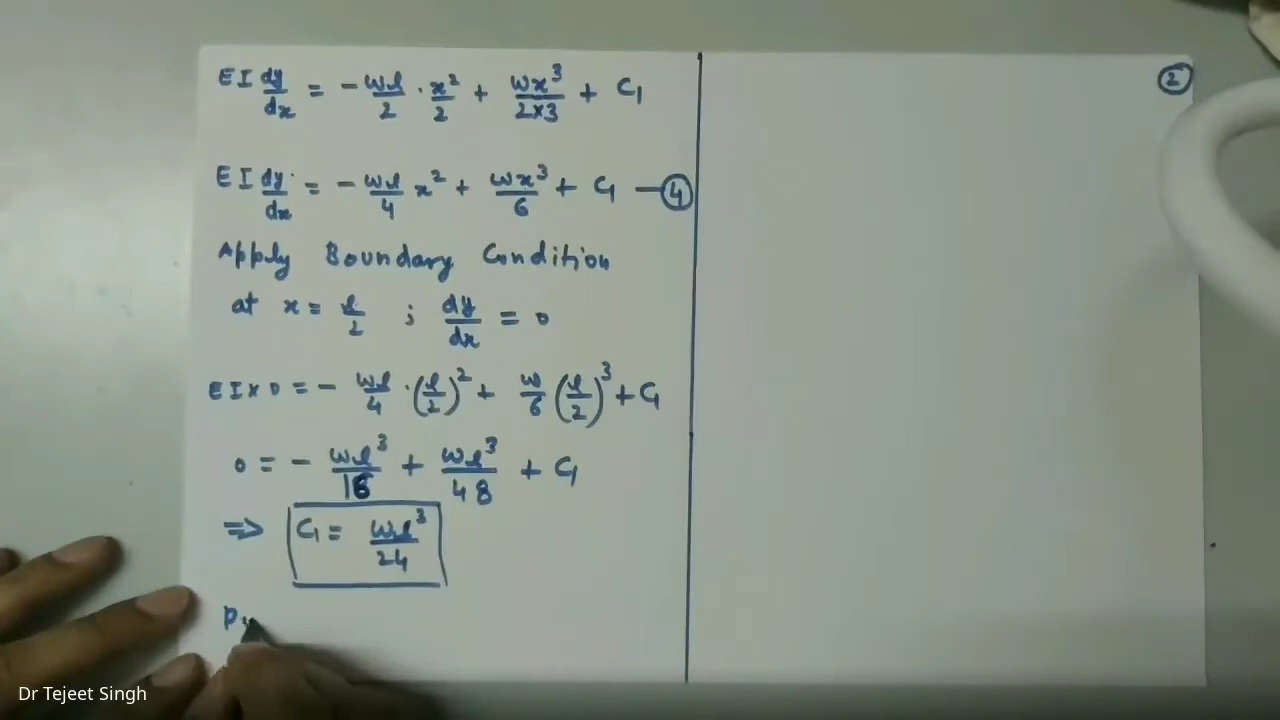 EI dy/dx = - wl/2 · x²/2 + wx³/2×3 + C₁
②
EI dy/dx = - wl/4 x² + wx³/6 + C₁ — ④
Apply Boundary Condition
at x = l/2 ; dy/dx = 0
EI × 0 = - wl/4 · (l/2)² + w/6 (l/2)³ + C₁
0 = - wl³/16 + wl³/48 + C₁
⇒ C₁ = wl³/24
Dr Tejeet Singh